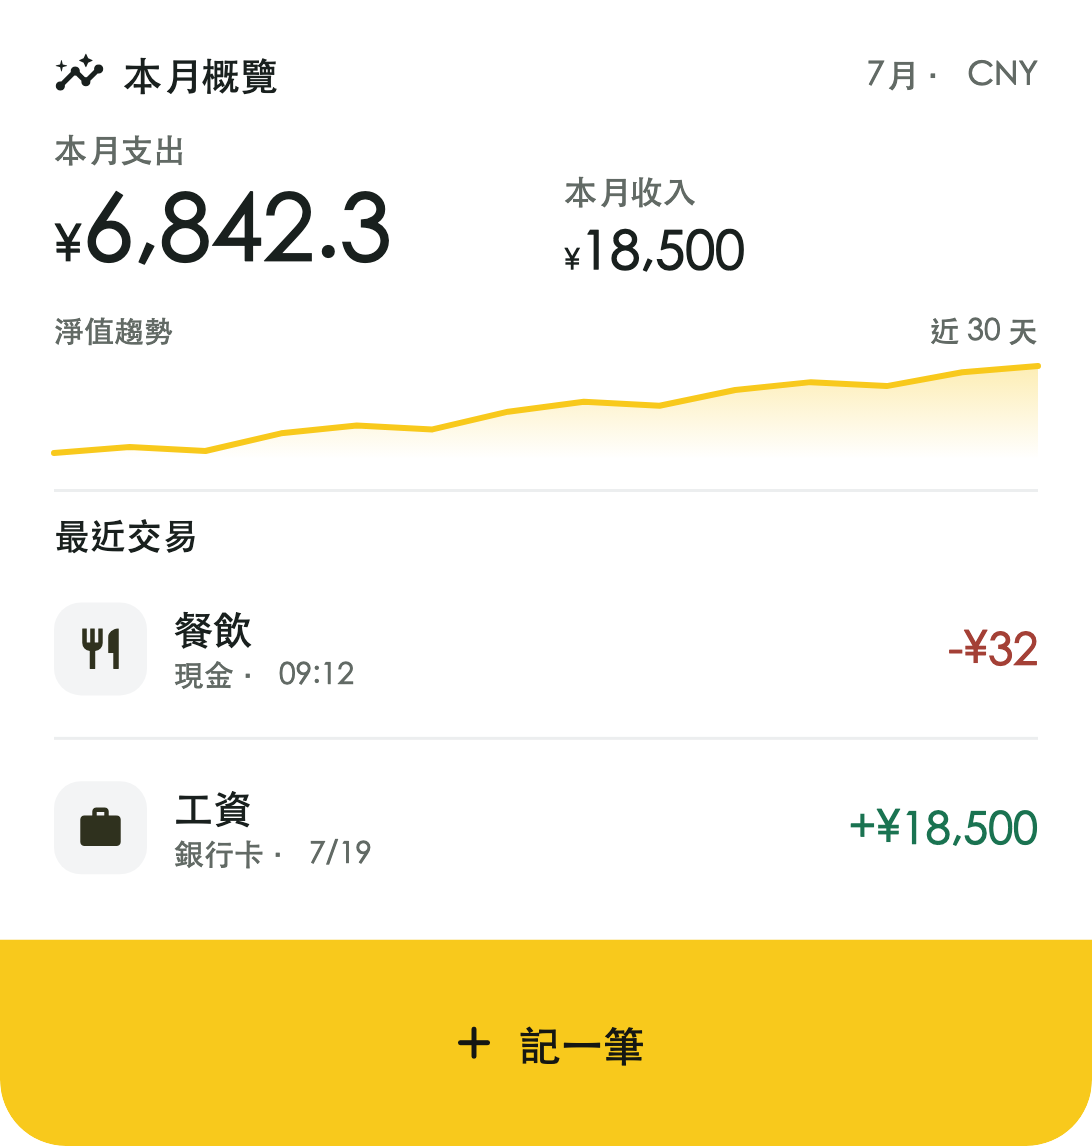 本月概覽
7月 · CNY
本月支出
¥6,842.3
本月收入
¥18,500
淨值趨勢
近 30 天
最近交易
餐飲
現金 · 09:12
-¥32
工資
銀行卡 · 7/19
+¥18,500
+ 記一筆